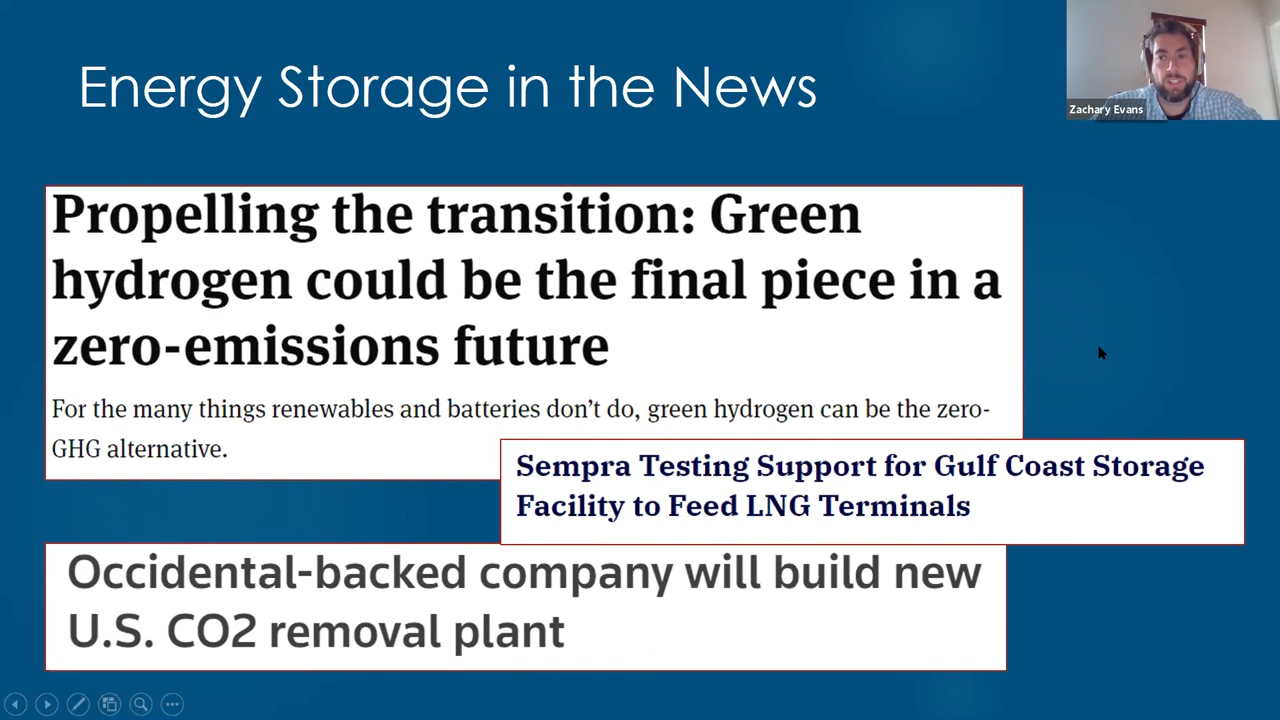 Energy Storage in the News
Zachary Evans
Propelling the transition: Green
hydrogen could be the final piece in a
zero-emissions future
For the many things renewables and batteries don’t do, green hydrogen can be the zero-
GHG alternative.
Sempra Testing Support for Gulf Coast Storage
Facility to Feed LNG Terminals
Occidental-backed company will build new
U.S. CO2 removal plant